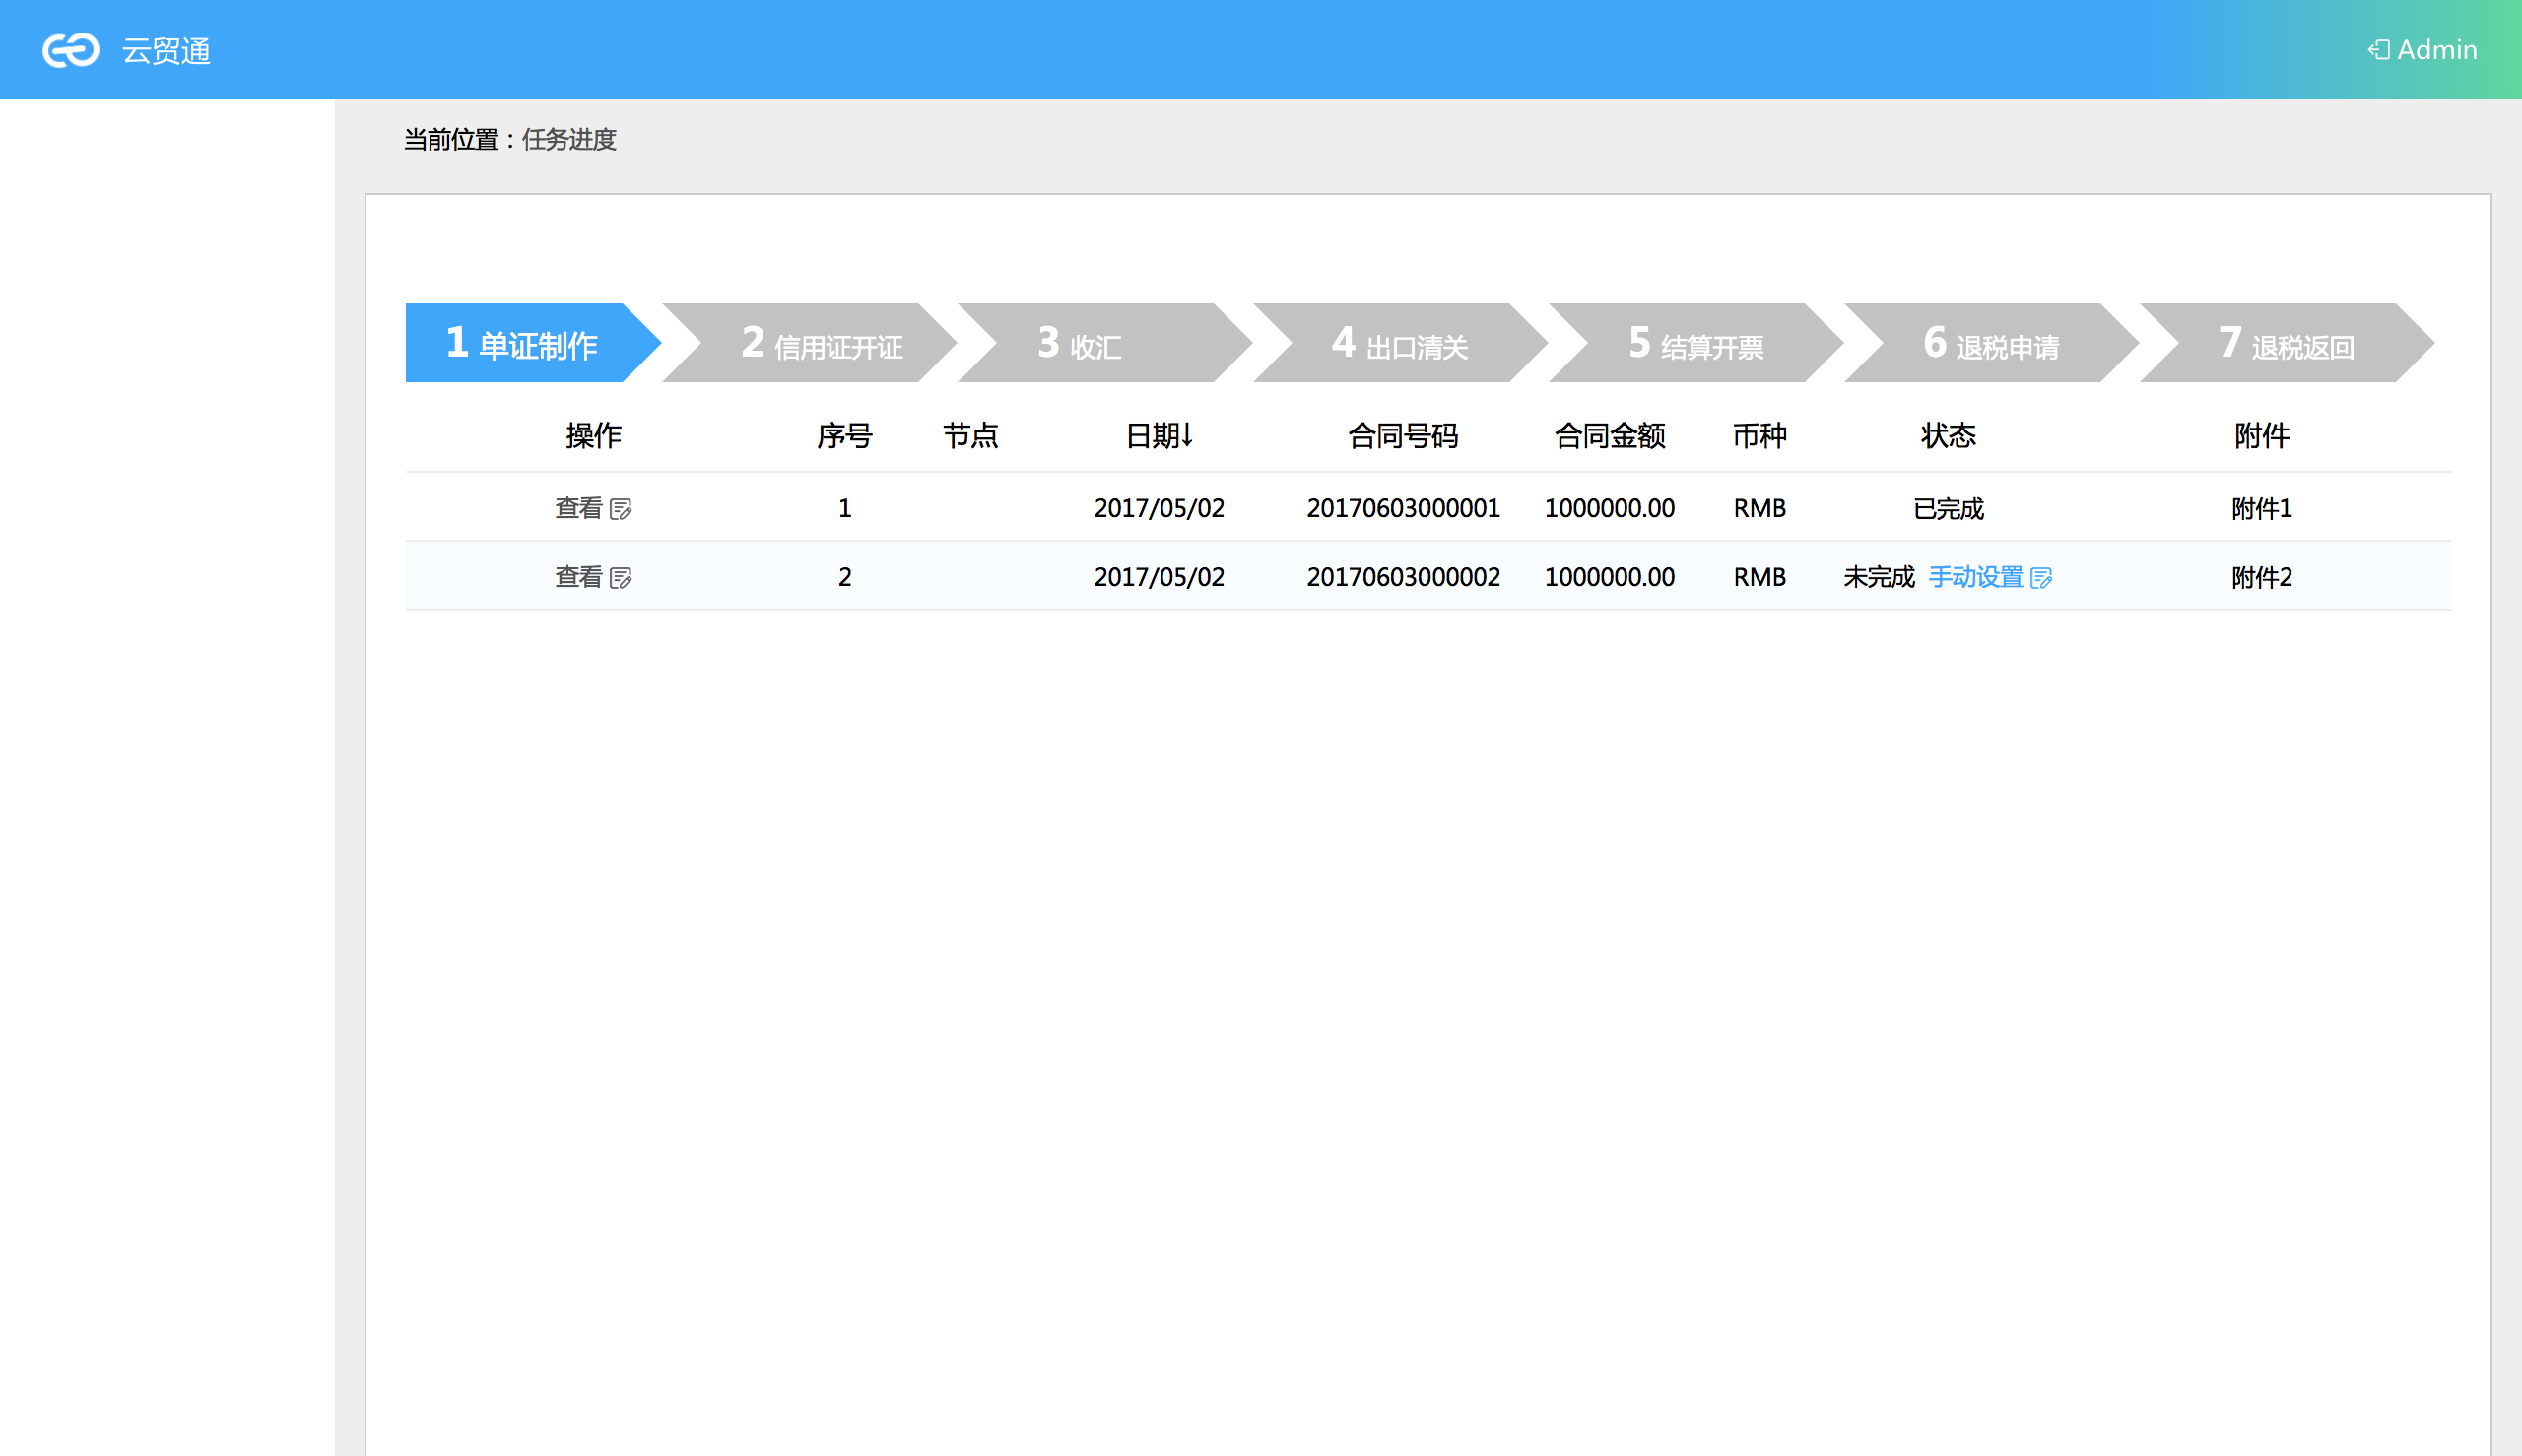 云贸通
Admin
当前位置：任务进度
1 单证制作 2 信用证开证 3 收汇 4 出口清关 5 结算开票 6 退税申请 7 退税返回
操作 序号 节点 日期↓ 合同号码 合同金额 币种 状态 附件
查看 1 2017/05/02 20170603000001 1000000.00 RMB 已完成 附件1
查看 2 2017/05/02 20170603000002 1000000.00 RMB 未完成 手动设置 附件2